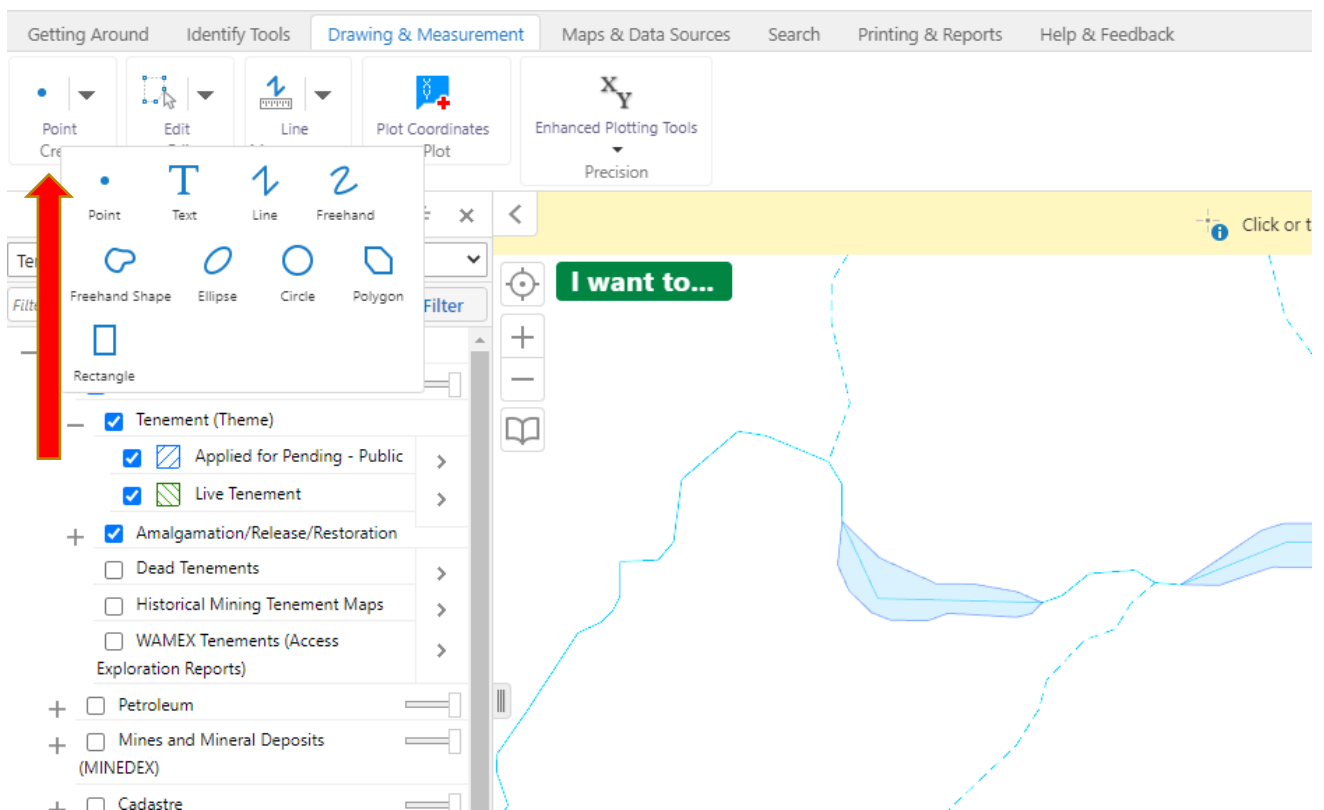 Getting Around Identify Tools Drawing & Measurement Maps & Data Sources Search Printing & Reports Help & Feedback
Point Edit Line Plot Coordinates Enhanced Plotting Tools
Plot Precision
Point Text Line Freehand
Click or t
I want to...
Freehand Shape Ellipse Circle Polygon
Filter
Rectangle
Tenement (Theme)
Applied for Pending - Public
Live Tenement
Amalgamation/Release/Restoration
Dead Tenements
Historical Mining Tenement Maps
WAMEX Tenements (Access
Exploration Reports)
Petroleum
Mines and Mineral Deposits
(MINEDEX)
Cadastre